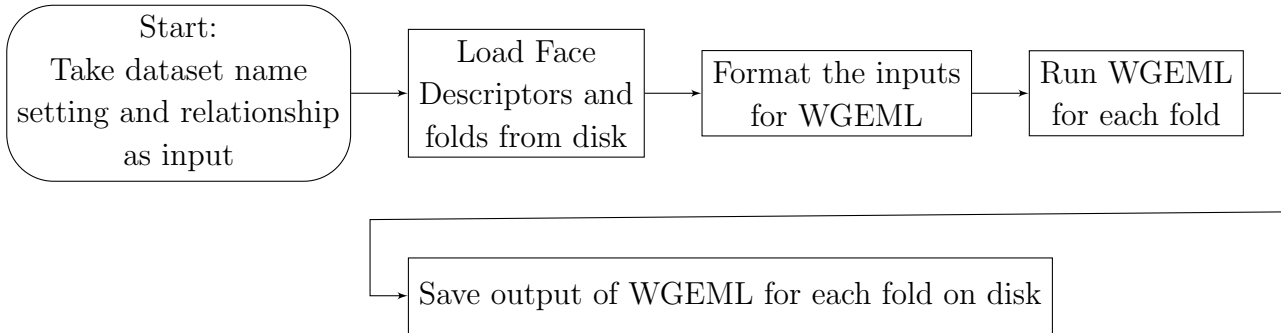 Start:
Take dataset name
setting and relationship
as input
Load Face
Descriptors and
folds from disk
Format the inputs
for WGEML
Run WGEML
for each fold
Save output of WGEML for each fold on disk